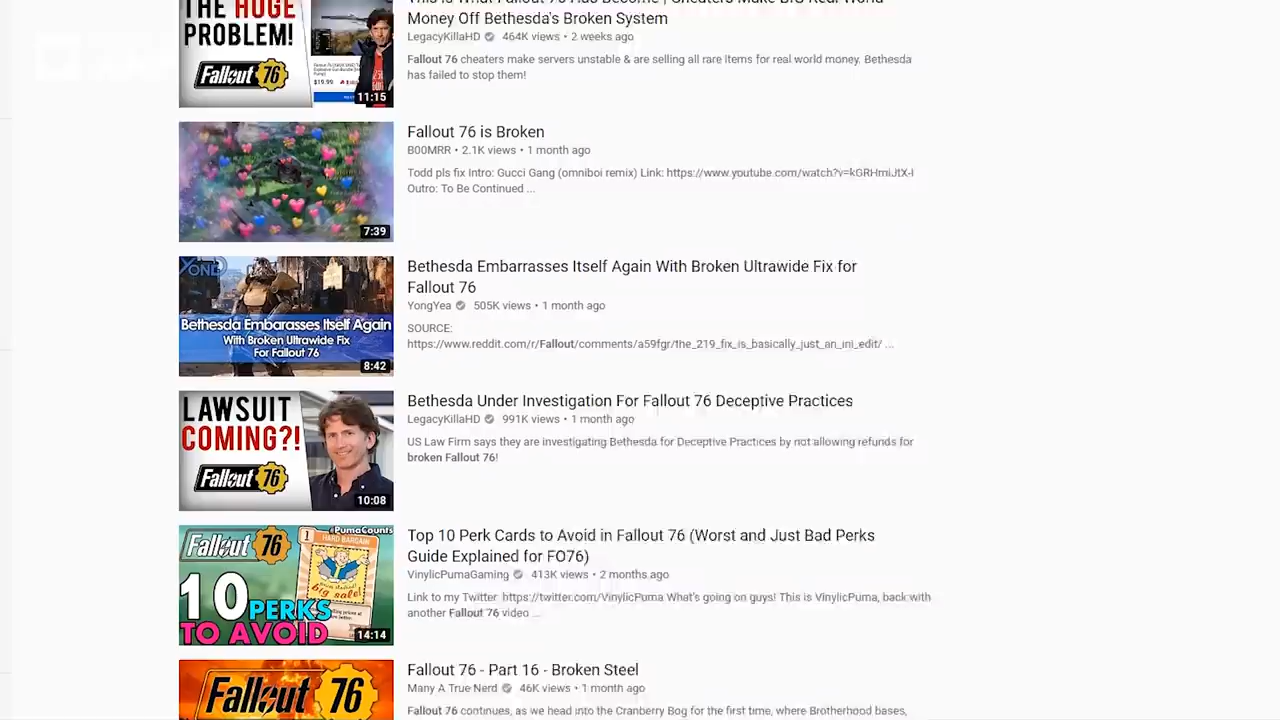 THE HUGE
PROBLEM!
Fallout 76
$19.99
11:15
Money Off Bethesda's Broken System
LegacyKillaHD 464K views • 2 weeks ago
Fallout 76 cheaters make servers unstable & are selling all rare items for real world money. Bethesda
has failed to stop them!
7:39
Fallout 76 is Broken
B00MRR • 2.1K views • 1 month ago
Todd pls fix Intro: Gucci Gang (omniboi remix) Link:
Outro: To Be Continued ...
YOND
Bethesda Embarasses Itself Again
With Broken Ultrawide Fix
For Fallout 76
8:42
Bethesda Embarrasses Itself Again With Broken Ultrawide Fix for
Fallout 76
YongYea 505K views • 1 month ago
SOURCE:
https://www.reddit.com/r/Fallout/comments/a59fgr/the_219_fix_is_basically_just_an_ini_edit/ ...
LAWSUIT
COMING?!
Fallout 76
10:08
Bethesda Under Investigation For Fallout 76 Deceptive Practices
LegacyKillaHD 991K views • 1 month ago
US Law Firm says they are investigating Bethesda for Deceptive Practices by not allowing refunds for
broken Fallout 76!
#PumaCounts
Fallout 76
1 HARD BARGAIN
big sale!
10 PERKS
TO AVOID
14:14
Top 10 Perk Cards to Avoid in Fallout 76 (Worst and Just Bad Perks
Guide Explained for FO76)
VinylicPumaGaming 413K views • 2 months ago
Link to my Twitter https://twitter.com/VinylicPuma What's going on guys! This is VinylicPuma, back with
another Fallout 76 video ...
Fallout 76
Fallout 76 - Part 16 - Broken Steel
Many A True Nerd 46K views • 1 month ago
Fallout 76 continues, as we head into the Cranberry Bog for the first time, where Brotherhood bases,